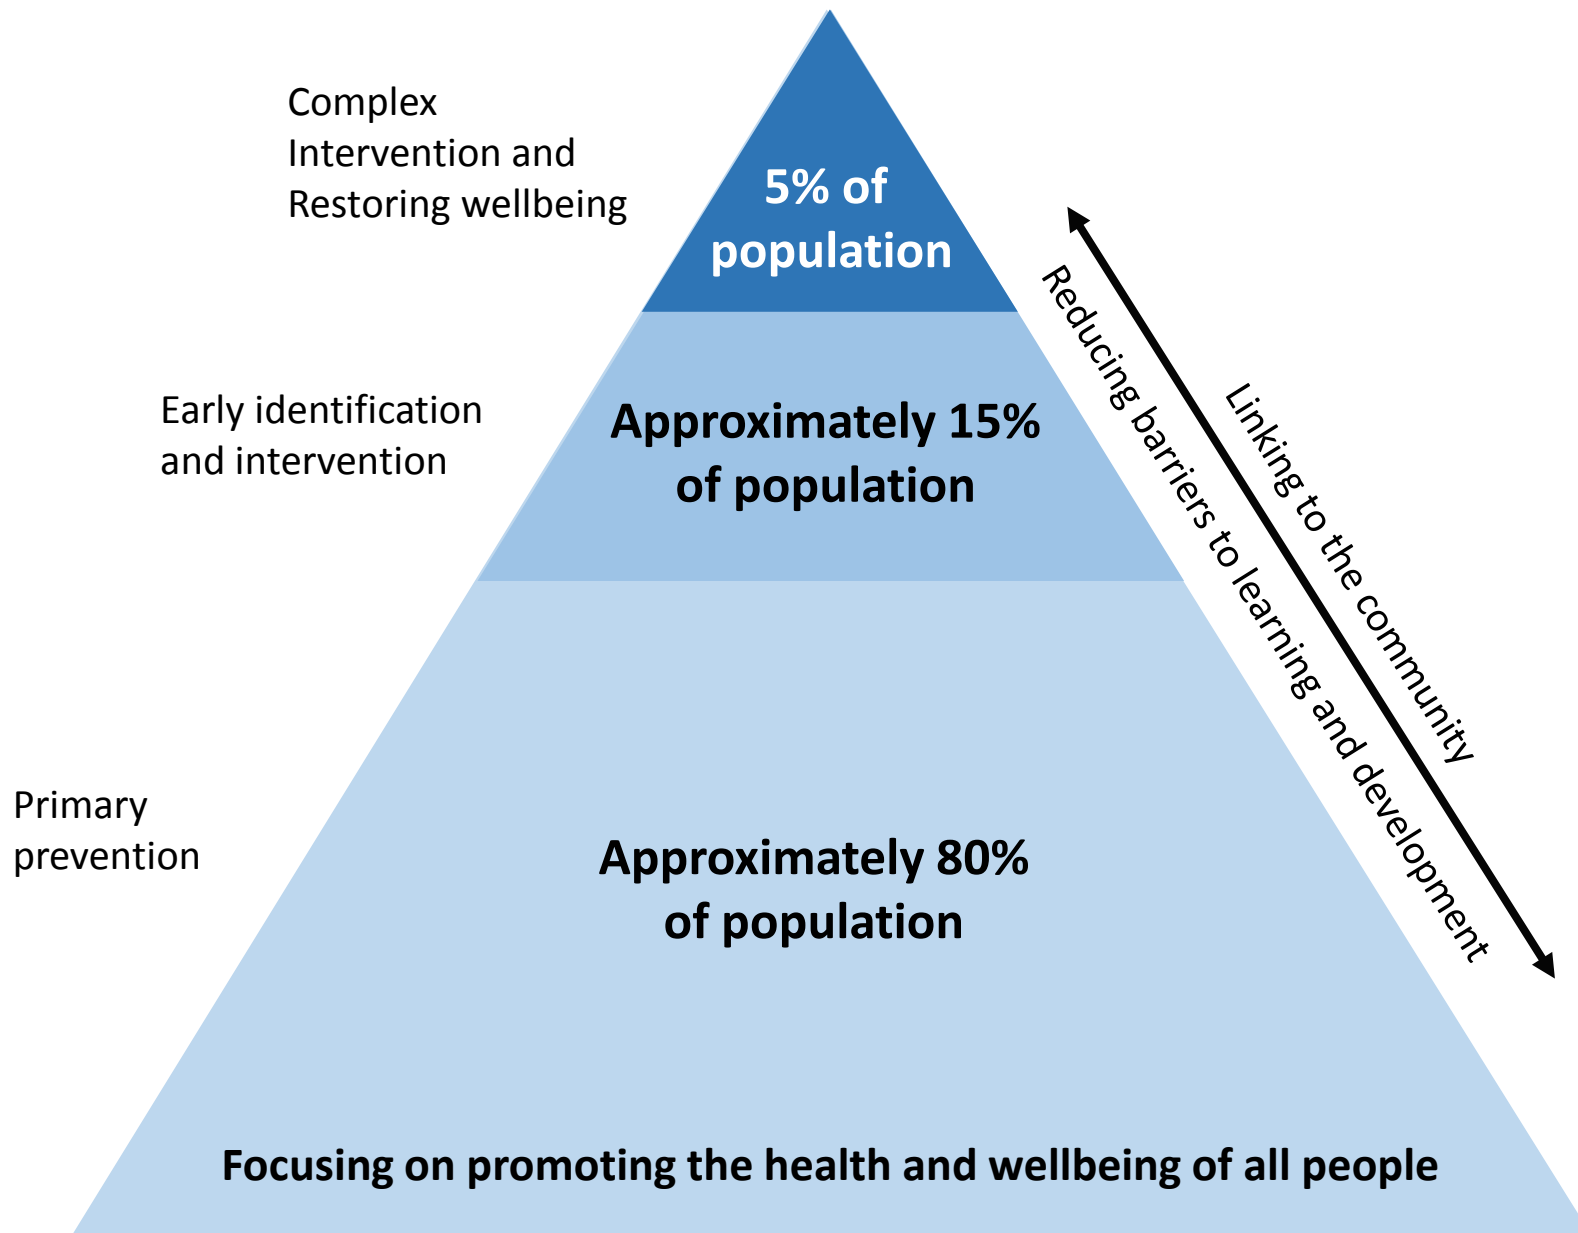 Complex
Intervention and
Restoring wellbeing
5% of
population
Early identification
and intervention
Approximately 15%
of population
Reducing barriers to learning and development
Linking to the community
Primary
prevention
Approximately 80%
of population
Focusing on promoting the health and wellbeing of all people